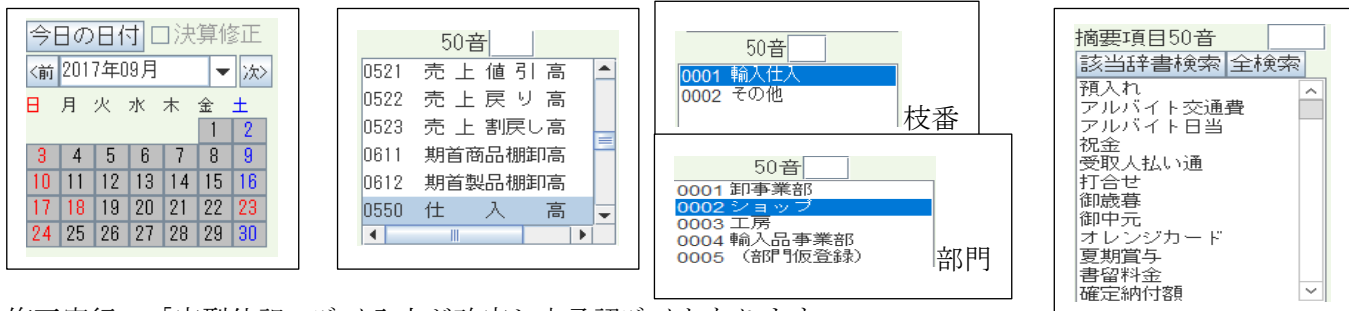 今日の日付 決算修正
<前 2017年09月 次>
日 月 火 水 木 金 土
1 2
3 4 5 6 7 8 9
10 11 12 13 14 15 16
17 18 19 20 21 22 23
24 25 26 27 28 29 30
50音
0521 売上値引高
0522 売上戻り高
0523 売上割戻し高
0611 期首商品棚卸高
0612 期首製品棚卸高
0550 仕入高
50音
0001 輸入仕入
0002 その他
枝番
50音
0001 卸事業部
0002 ショップ
0003 工房
0004 輸入品事業部
0005 （部門仮登録）
部門
摘要項目50音
該当辞書検索 全検索
預入れ
アルバイト交通費
アルバイト日当
祝金
受取人払い通
打合せ
御歳暮
御中元
オレンジカード
夏期賞与
書留料金
確定納付額